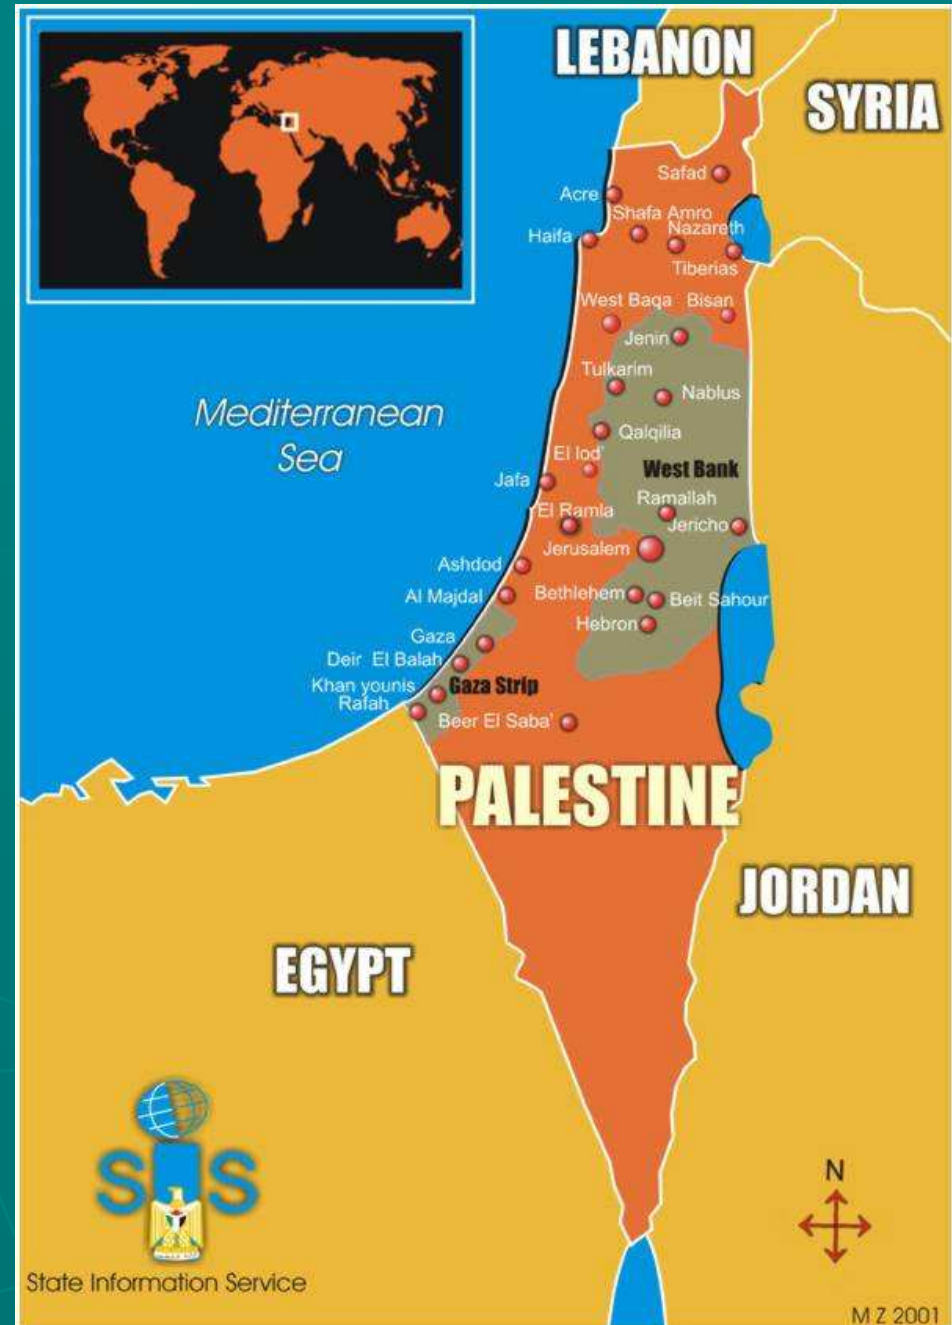 LEBANON
SYRIA
Safad
Acre
Shafa Amro
Haifa
Nazareth
Tiberias
West Baqa
Bisan
Jenin
Tulkarim
Nablus
Mediterranean
Sea
Qalqilia
El lod'
West Bank
Jafa
Ramallah
El Ramla
Jericho
Jerusalem
Ashdod
Al Majdal
Bethlehem
Beit Sahour
Hebron
Gaza
Deir El Balah
Khan younis
Gaza Strip
Rafah
Beer El Saba'
PALESTINE
JORDAN
EGYPT
SIS
State Information Service
N
M Z 2001